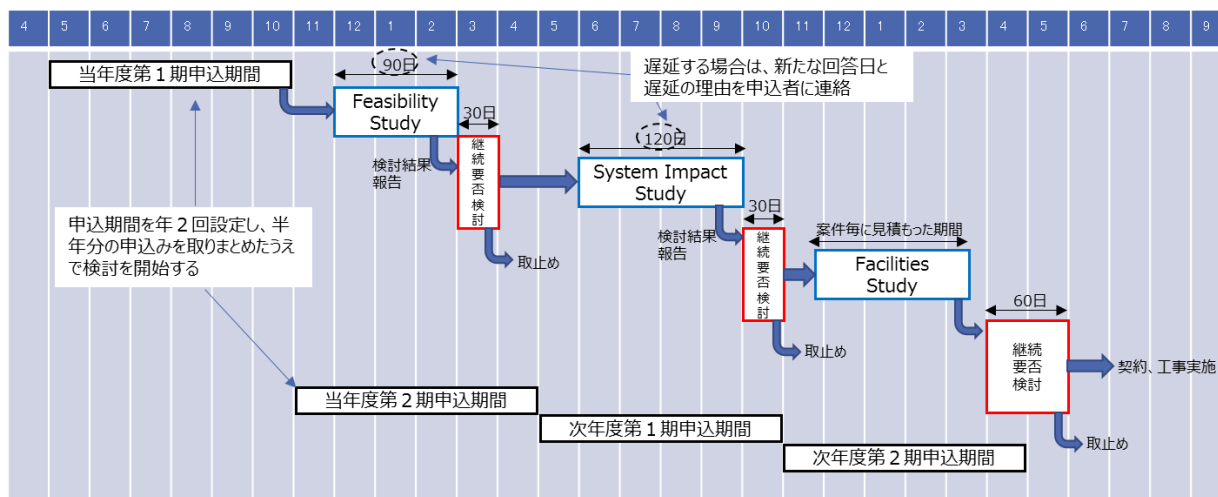 4 5 6 7 8 9 10 11 12 1 2 3 4 5 6 7 8 9 10 11 12 1 2 3 4 5 6 7 8 9
当年度第１期申込期間
90日
Feasibility
Study
30日
継続要否検討
検討結果
報告
取止め
遅延する場合は、新たな回答日と
遅延の理由を申込者に連絡
120日
System Impact
Study
30日
継続要否検討
検討結果
報告
取止め
案件毎に見積もった期間
Facilities
Study
60日
継続
要否
検討
契約、工事実施
取止め
申込期間を年２回設定し、半
年分の申込みを取りまとめたうえ
で検討を開始する
当年度第２期申込期間
次年度第１期申込期間
次年度第２期申込期間